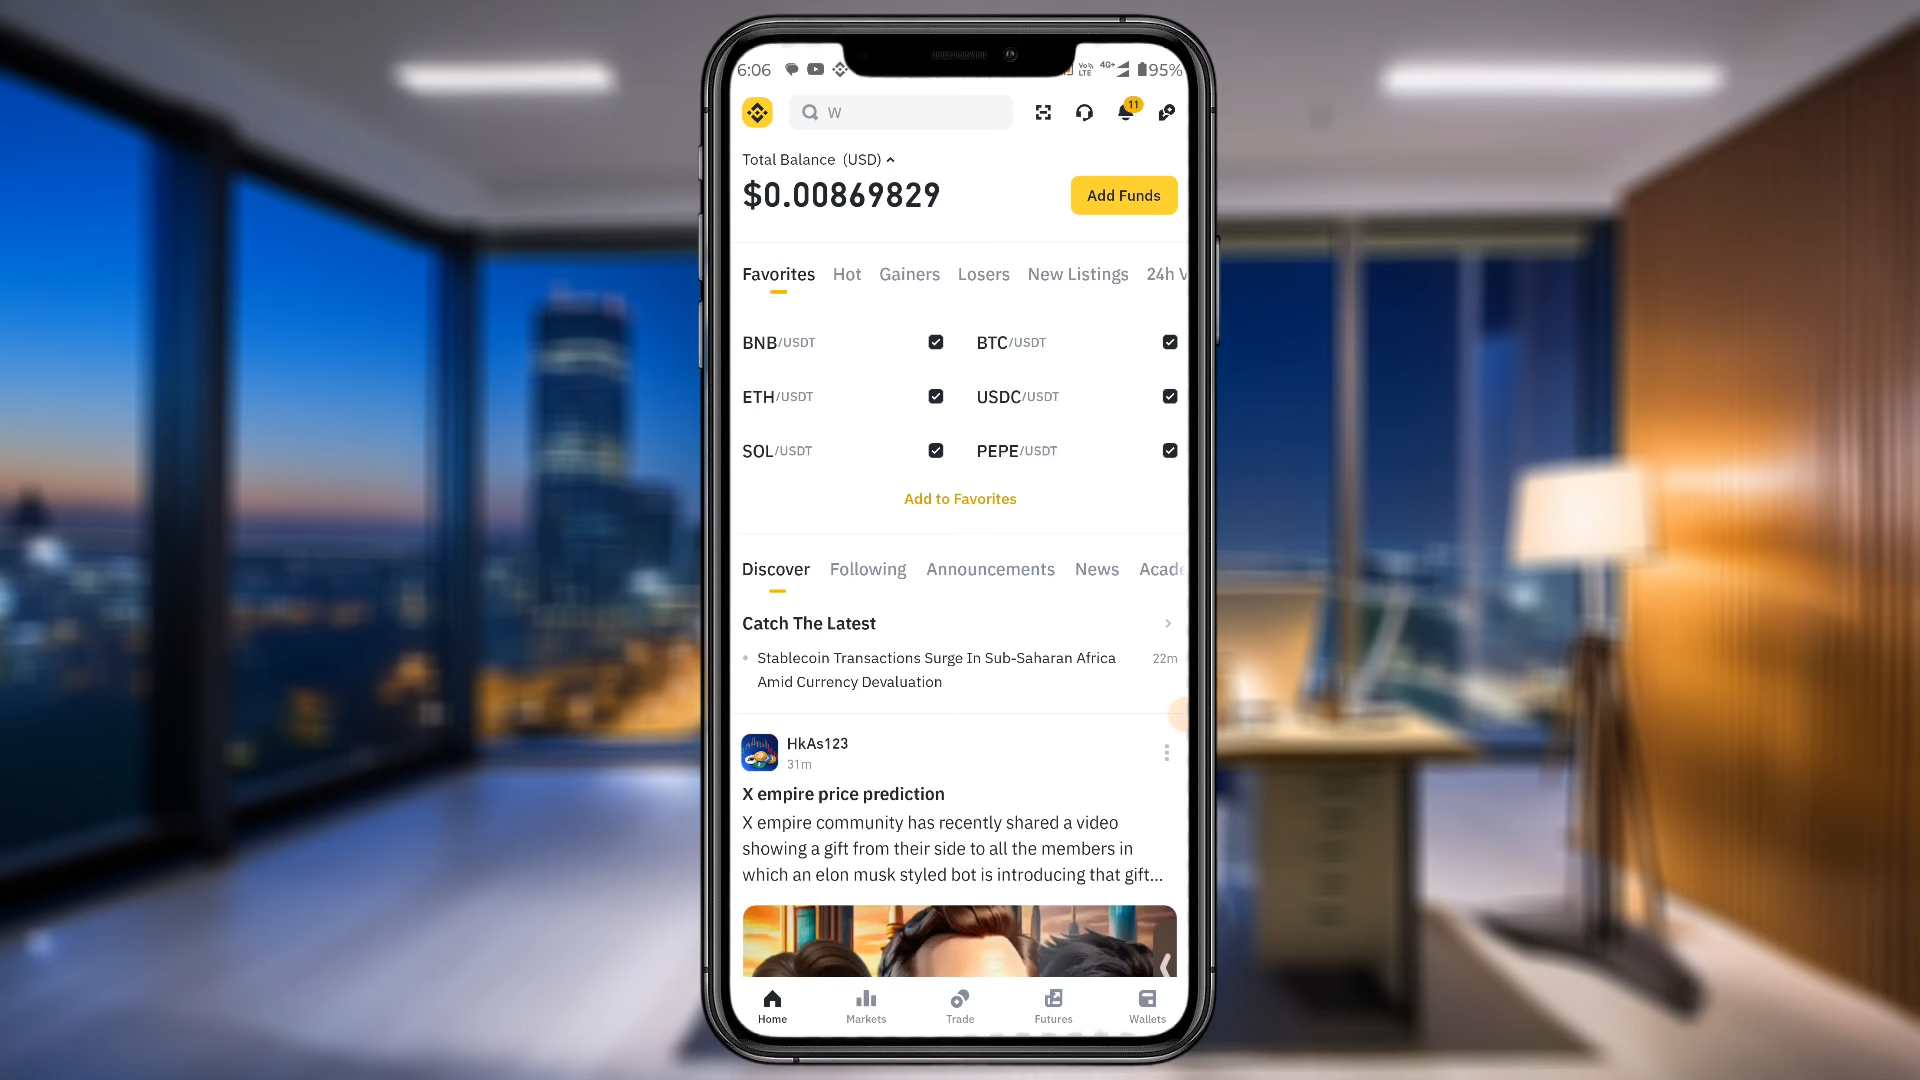 6:06 VoLTE 4G+ 95%
W 11
Total Balance (USD)
$0.00869829 Add Funds
Favorites Hot Gainers Losers New Listings 24h V
BNB/USDT BTC/USDT
ETH/USDT USDC/USDT
SOL/USDT PEPE/USDT
Add to Favorites
Discover Following Announcements News Acade
Catch The Latest
Stablecoin Transactions Surge In Sub-Saharan Africa 22m
Amid Currency Devaluation
HkAs123
31m
X empire price prediction
X empire community has recently shared a video
showing a gift from their side to all the members in
which an elon musk styled bot is introducing that gift...
Home Markets Trade Futures Wallets